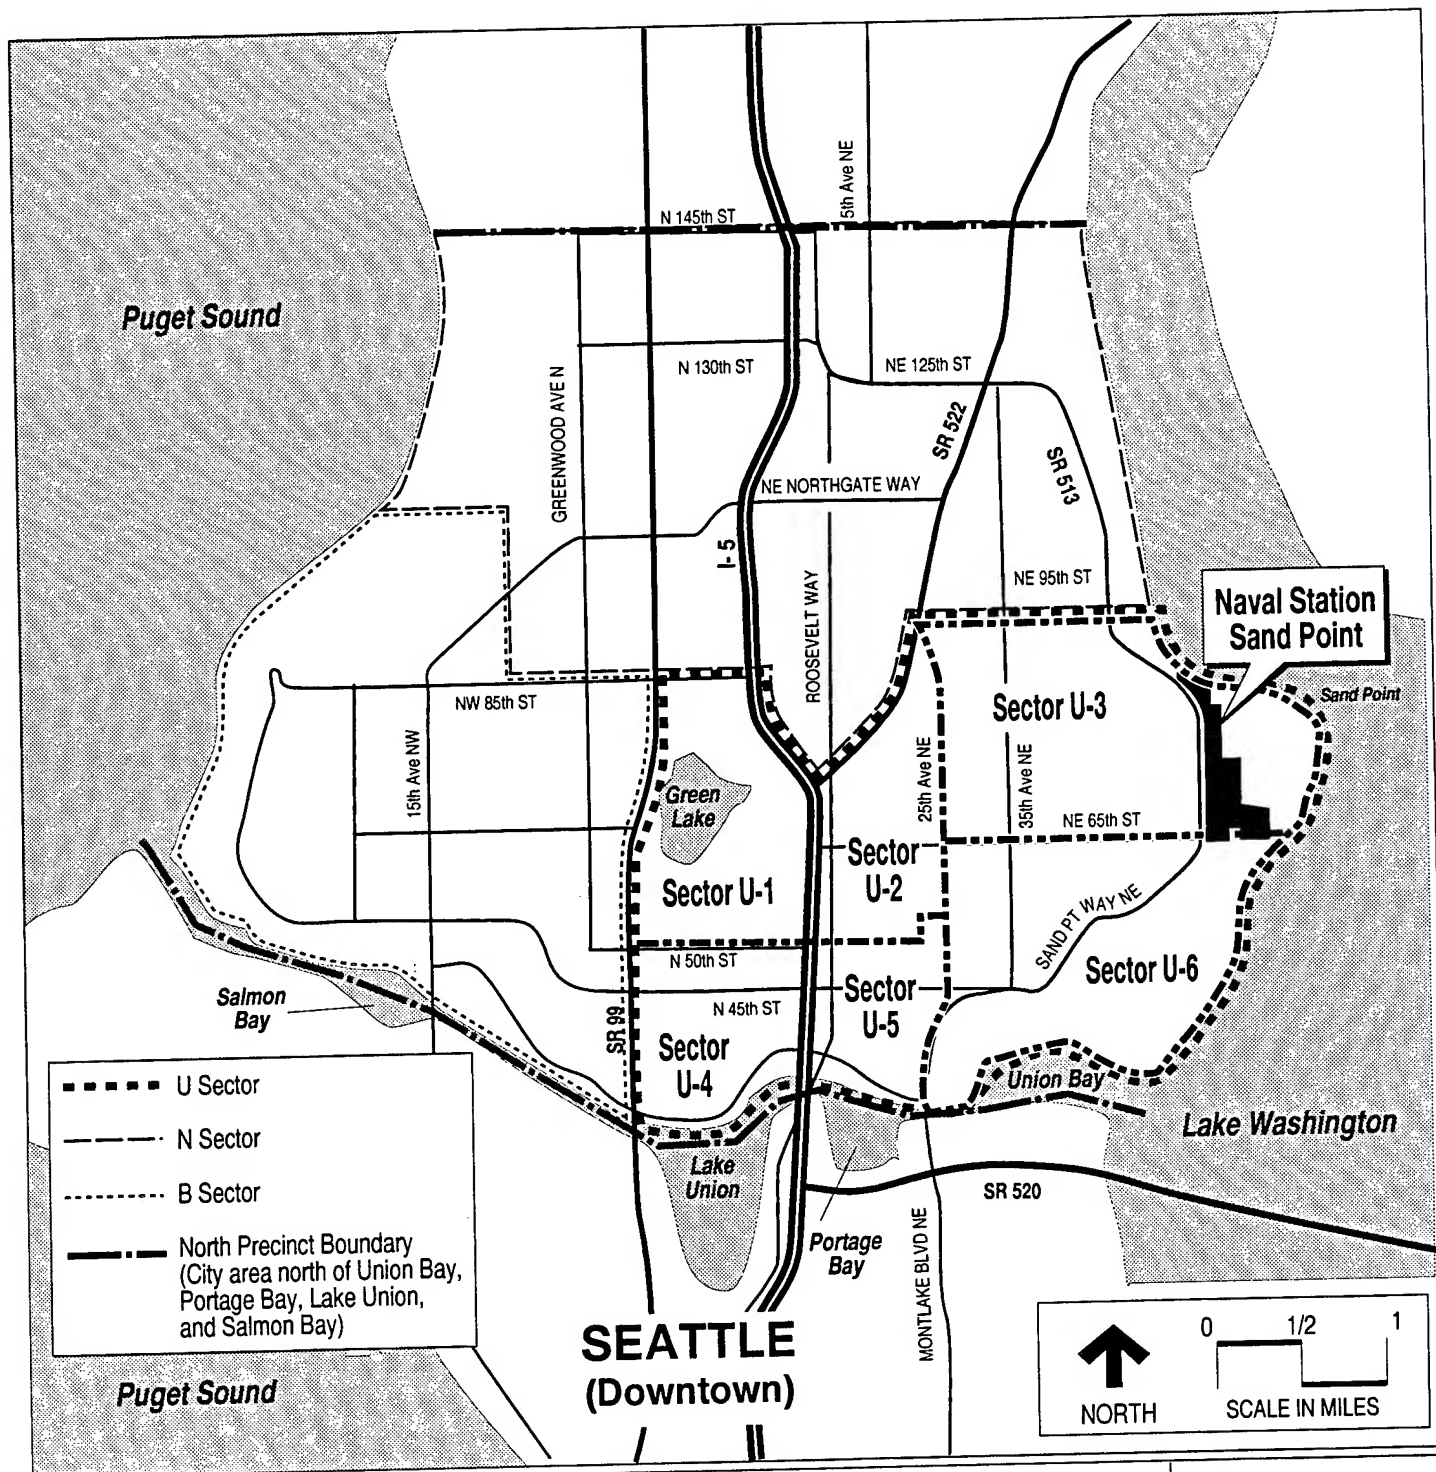 5th Ave NE
N 145th ST
Puget Sound
N 130th ST
NE 125th ST
GREENWOOD AVE N
SR 522
SR 513
NE NORTHGATE WAY
I-5
ROOSEVELT WAY
NE 95th ST
Naval Station
Sand Point
Sand Point
NW 85th ST
Sector U-3
15th Ave NW
25th Ave NE
35th Ave NE
Green
Lake
NE 65th ST
Sector
U-2
Sector U-1
SAND PT WAY NE
N 50th ST
Sector U-6
Salmon
Bay
Sector
U-5
N 45th ST
SR 99
Sector
U-4
Union Bay
Lake Washington
Lake
Union
SR 520
Portage
Bay
MONTLAKE BLVD NE
U Sector
N Sector
B Sector
North Precinct Boundary
(City area north of Union Bay,
Portage Bay, Lake Union,
and Salmon Bay)
SEATTLE
(Downtown)
Puget Sound
NORTH
0 1/2 1
SCALE IN MILES